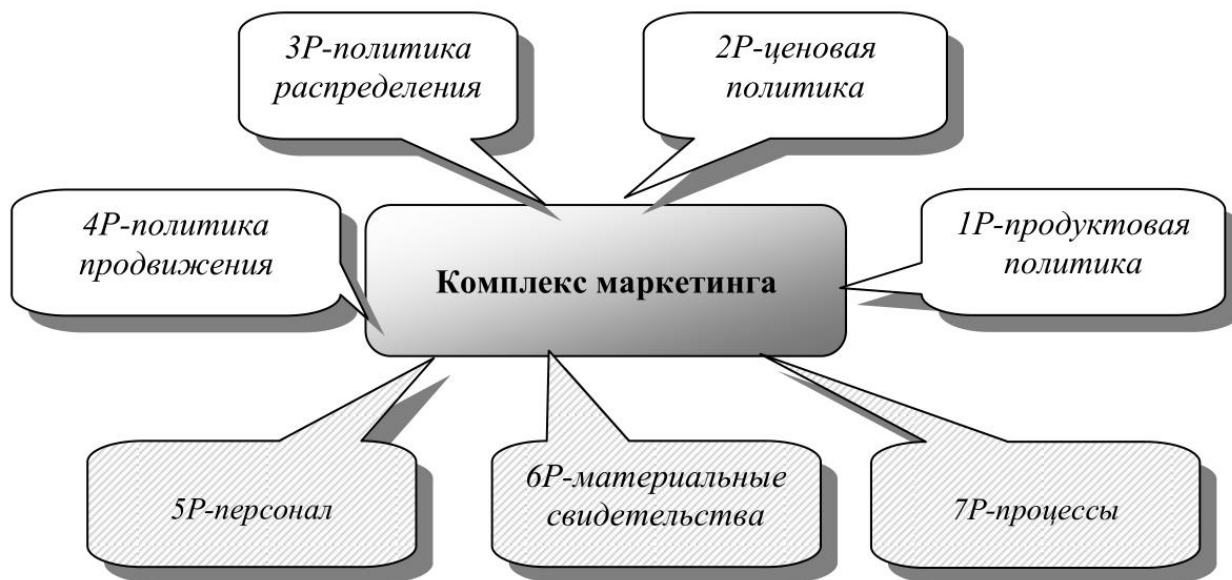 3P-политика
распределения
2P-ценовая
политика
4P-политика
продвижения
Комплекс маркетинга
1P-продуктовая
политика
5P-персонал
6P-материальные
свидетельства
7P-процессы